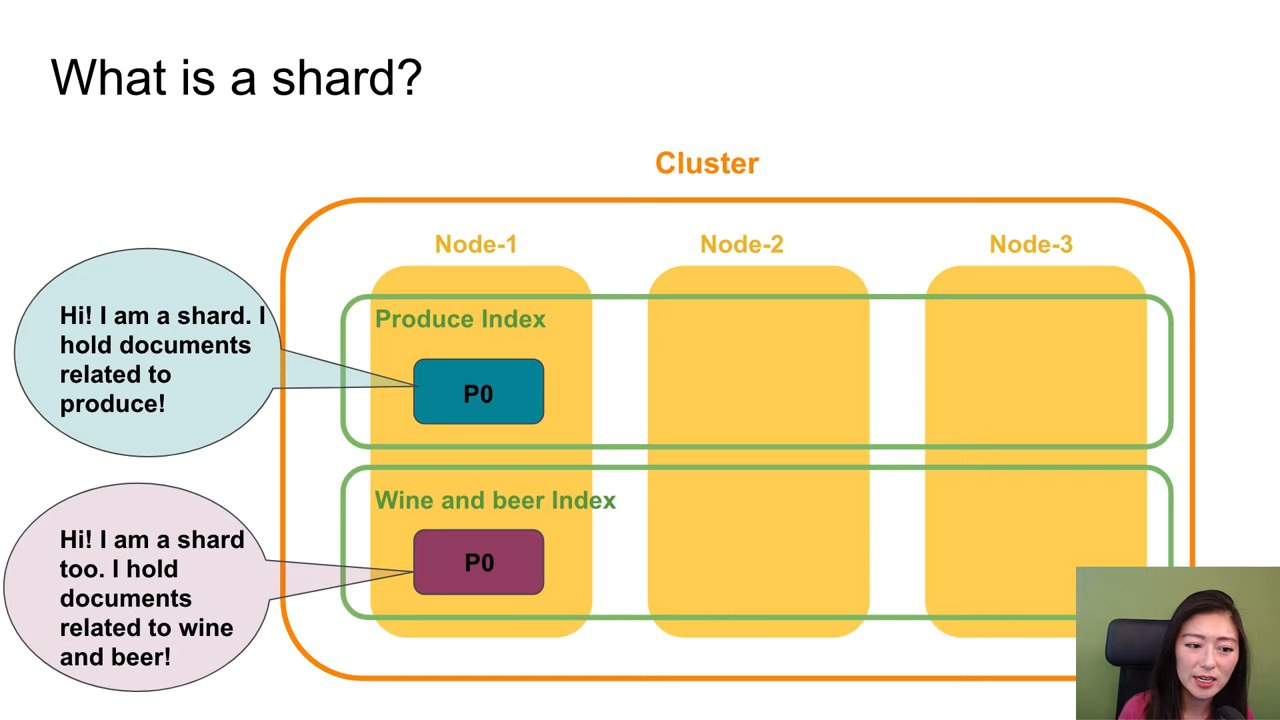 What is a shard?
Cluster
Node-1
Node-2
Node-3
Hi! I am a shard. I
hold documents
related to
produce!
Produce Index
P0
Hi! I am a shard
too. I hold
documents
related to wine
and beer!
Wine and beer Index
P0